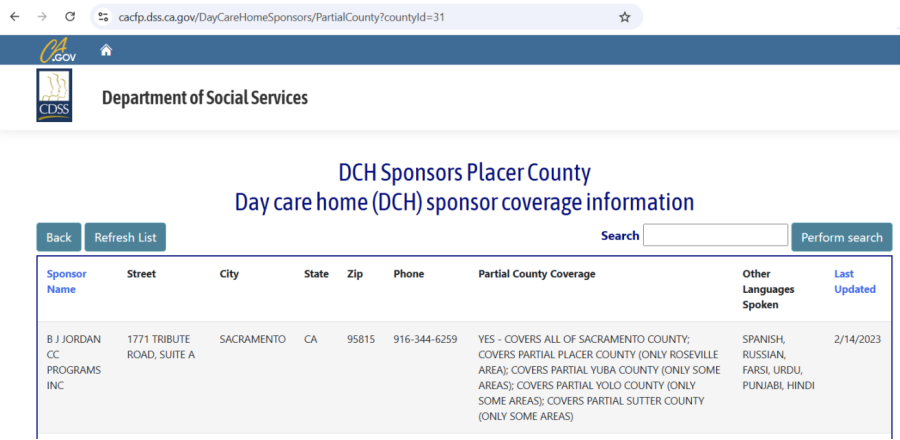 cacfp.dss.ca.gov/DayCareHomeSponsors/PartialCounty?countyId=31
CA
.GOV
CDSS
Department of Social Services
DCH Sponsors Placer County
Day care home (DCH) sponsor coverage information
Back Refresh List Search Perform search
Sponsor Street City State Zip Phone Partial County Coverage Other Last
Name Languages Updated
Spoken
B J JORDAN 1771 TRIBUTE SACRAMENTO CA 95815 916-344-6259 YES - COVERS ALL OF SACRAMENTO COUNTY; SPANISH, 2/14/2023
CC ROAD, SUITE A COVERS PARTIAL PLACER COUNTY (ONLY ROSEVILLE RUSSIAN,
PROGRAMS AREA); COVERS PARTIAL YUBA COUNTY (ONLY SOME FARSI, URDU,
INC AREAS); COVERS PARTIAL YOLO COUNTY (ONLY PUNJABI, HINDI
SOME AREAS); COVERS PARTIAL SUTTER COUNTY
(ONLY SOME AREAS)